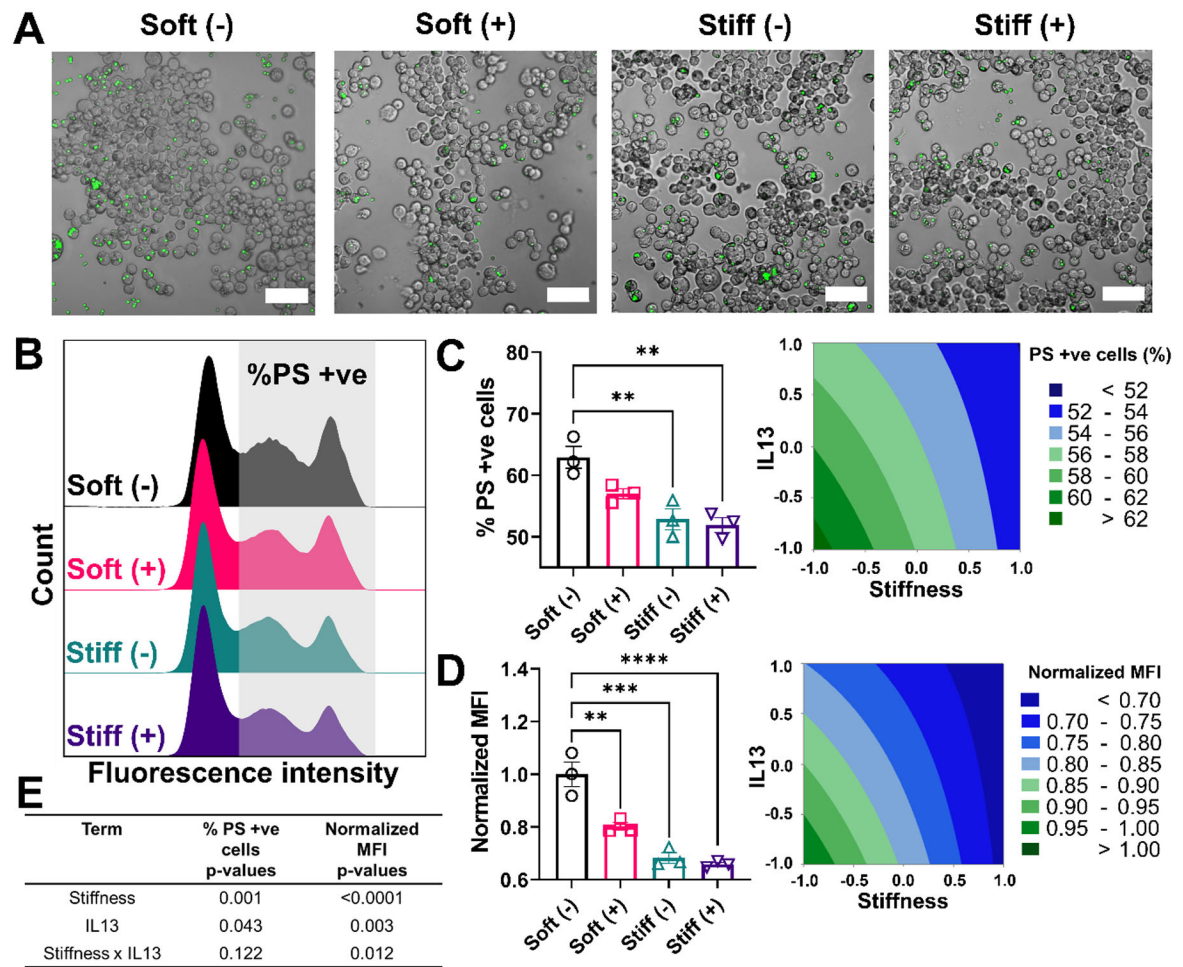 A
Soft (-)
Soft (+)
Stiff (-)
Stiff (+)
B
%PS +ve
Soft (-)
Soft (+)
Stiff (-)
Stiff (+)
Count
Fluorescence intensity
C
% PS +ve cells
80
70
60
50
**
**
Soft (-)
Soft (+)
Stiff (-)
Stiff (+)
IL13
1.0
0.5
0.0
-0.5
-1.0
-1.0 -0.5 0.0 0.5 1.0
Stiffness
PS +ve cells (%)
< 52
52 - 54
54 - 56
56 - 58
58 - 60
60 - 62
> 62
D
Normalized MFI
1.4
1.2
1.0
0.8
0.6
****
***
**
Soft (-)
Soft (+)
Stiff (-)
Stiff (+)
IL13
1.0
0.5
0.0
-0.5
-1.0
-1.0 -0.5 0.0 0.5 1.0
Stiffness
Normalized MFI
< 0.70
0.70 - 0.75
0.75 - 0.80
0.80 - 0.85
0.85 - 0.90
0.90 - 0.95
0.95 - 1.00
> 1.00
E
Term % PS +ve Normalized
cells MFI
p-values p-values
Stiffness 0.001 <0.0001
IL13 0.043 0.003
Stiffness x IL13 0.122 0.012